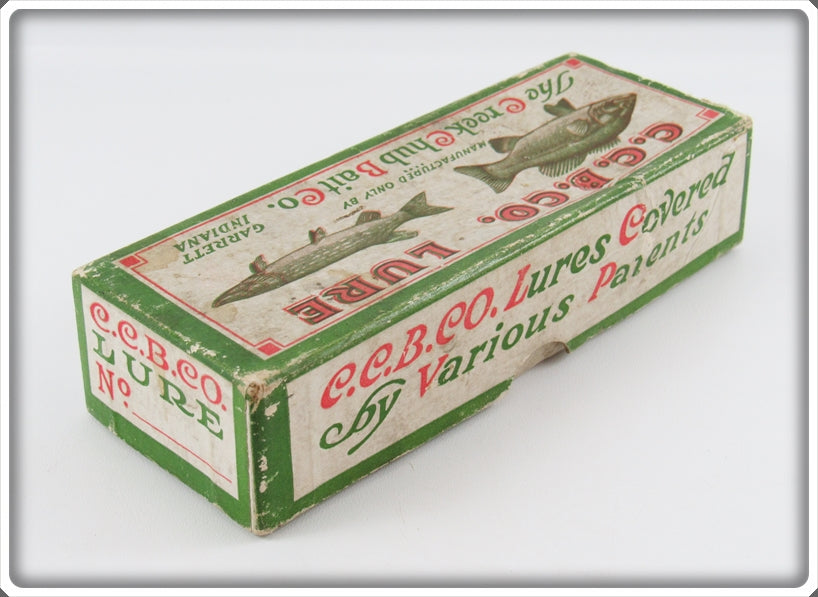 C.C.B.CO. LURE
MANUFACTURED ONLY BY
The Creek Chub Bait Co.
GARRETT
INDIANA
C.C.B.CO.
LURE
No
C.C.B.CO. Lures Covered
by Various Patents